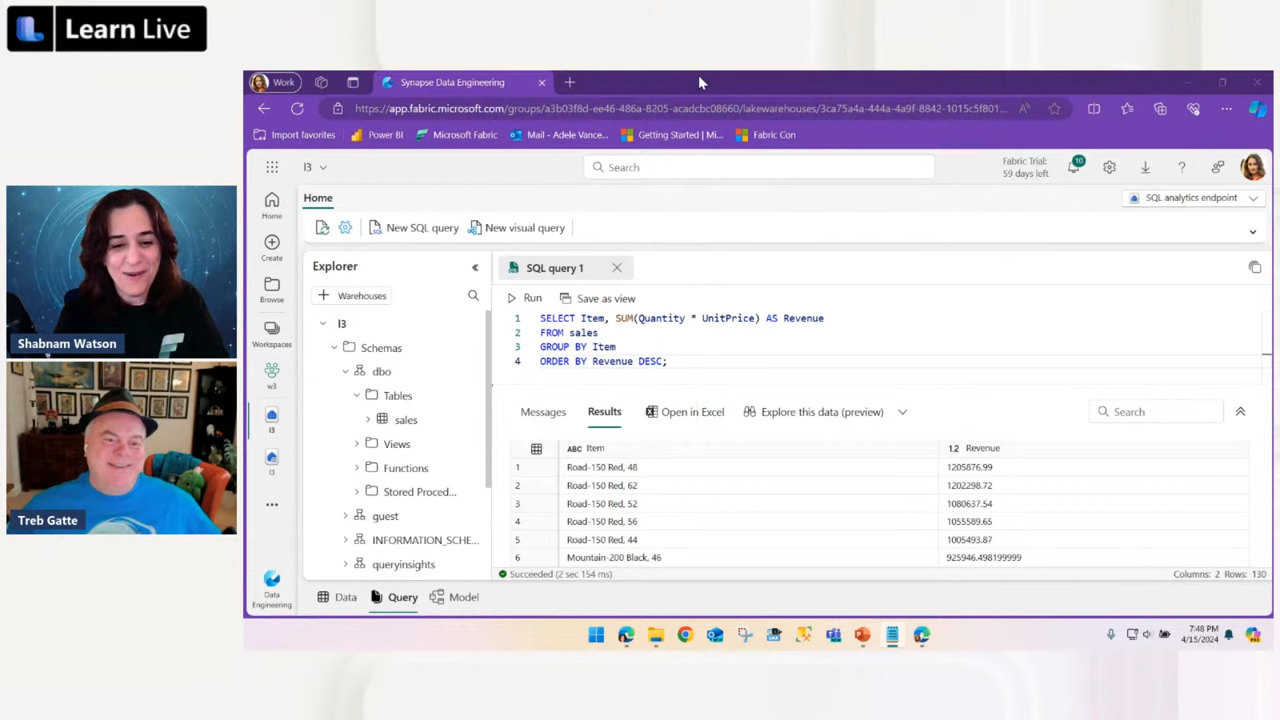 Learn Live
Work
Synapse Data Engineering
https://app.fabric.microsoft.com/groups/a3b03f8d-ee46-486a-8205-acadcbc08660/lakewarehouses/3ca75a4a-444a-4a9f-8842-1015c5f801...
Import favorites
Power BI
Microsoft Fabric
Mail - Adele Vance...
Getting Started | Mi...
Fabric Con
l3
Search
Fabric Trial:
59 days left
10
Home
SQL analytics endpoint
New SQL query
New visual query
Home
Create
Browse
Workspaces
w3
l3
l3
Data
Engineering
Explorer
Warehouses
l3
Schemas
dbo
Tables
sales
Views
Functions
Stored Proced...
guest
INFORMATION_SCHE...
queryinsights
SQL query 1
Run
Save as view
1 SELECT Item, SUM(Quantity * UnitPrice) AS Revenue
2 FROM sales
3 GROUP BY Item
4 ORDER BY Revenue DESC;
Messages
Results
Open in Excel
Explore this data (preview)
Search
ABC Item 1.2 Revenue
1 Road-150 Red, 48 1205876.99
2 Road-150 Red, 62 1202298.72
3 Road-150 Red, 52 1080637.54
4 Road-150 Red, 56 1055589.65
5 Road-150 Red, 44 1005493.87
6 Mountain-200 Black, 46 925946.498199999
Succeeded (2 sec 154 ms)
Columns: 2 Rows: 130
Data
Query
Model
7:48 PM
4/15/2024
Shabnam Watson
Treb Gatte